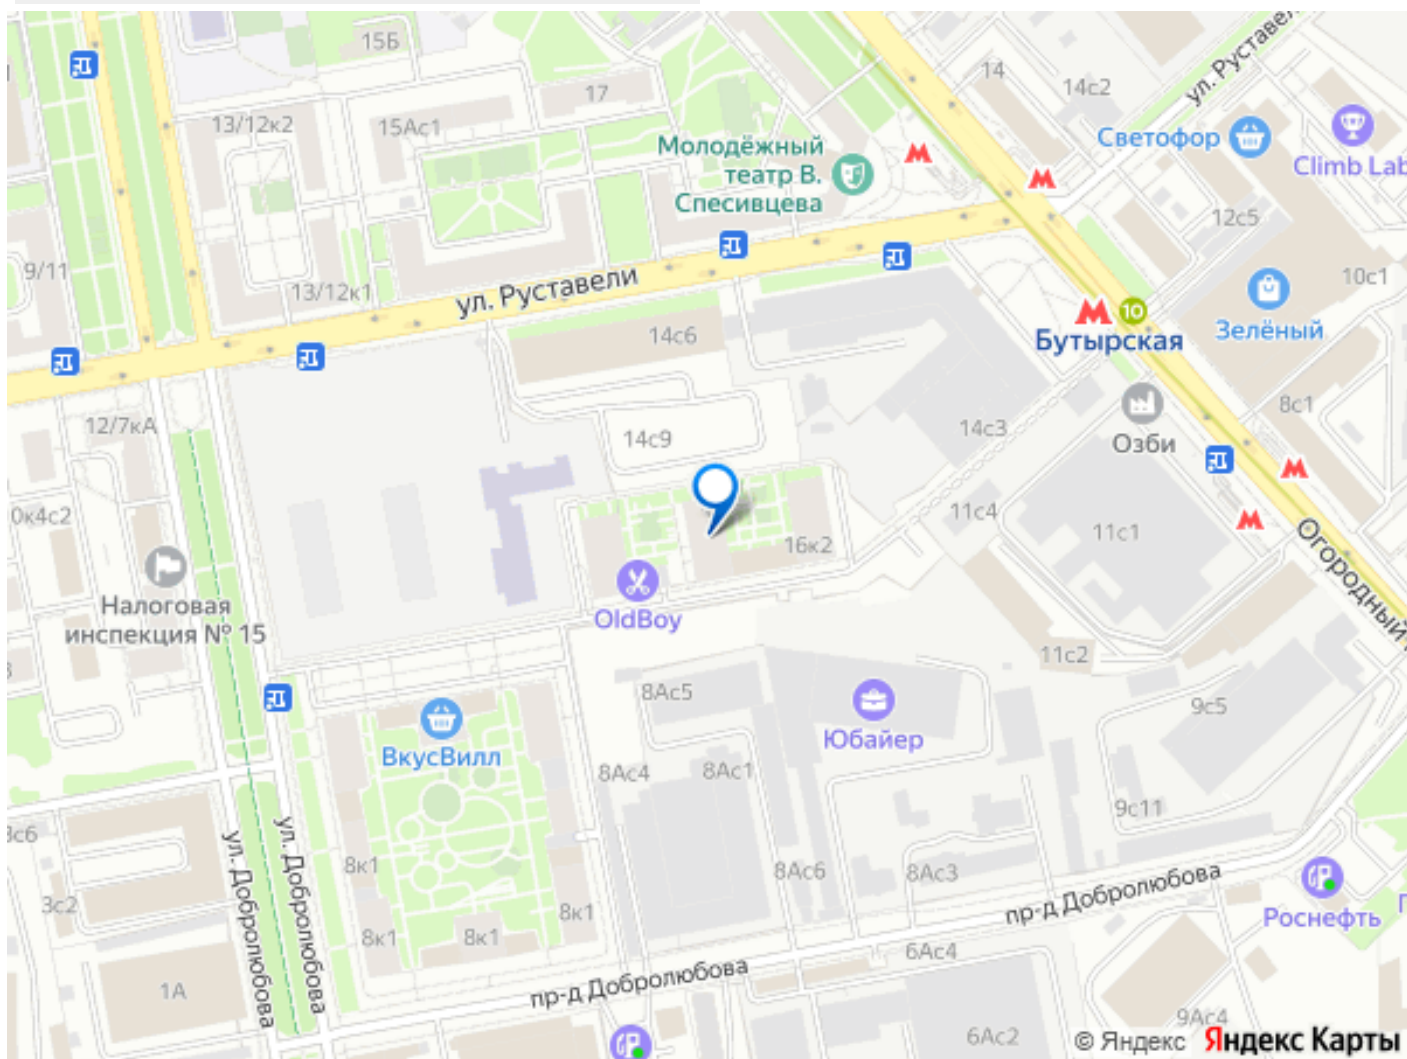 15Б
14
14с2
ул. Руставели
17
13/12к2
15Ас1
Светофор
Climb Lab
Молодёжный
театр В.
Спесивцева
12с5
9/11
13/12к1
ул. Руставели
10с1
10
Бутырская
Зелёный
14с6
12/7кА
14с9
14с3
8с1
Озби
0к4с2
11с4
11с1
16к2
Огородный
Налоговая
инспекция № 15
OldBoy
11с2
8Ас5
9с5
ВкусВилл
Юбайер
8Ас4
8Ас1
9с11
3с6
ул. Добролюбова
ул. Добролюбова
8к1
8Ас6
8Ас3
3с2
8к1
пр-д Добролюбова
Роснефть
8к1
8к1
6Ас4
1А
пр-д Добролюбова
9Ас4
6Ас2
© Яндекс Яндекс Карты